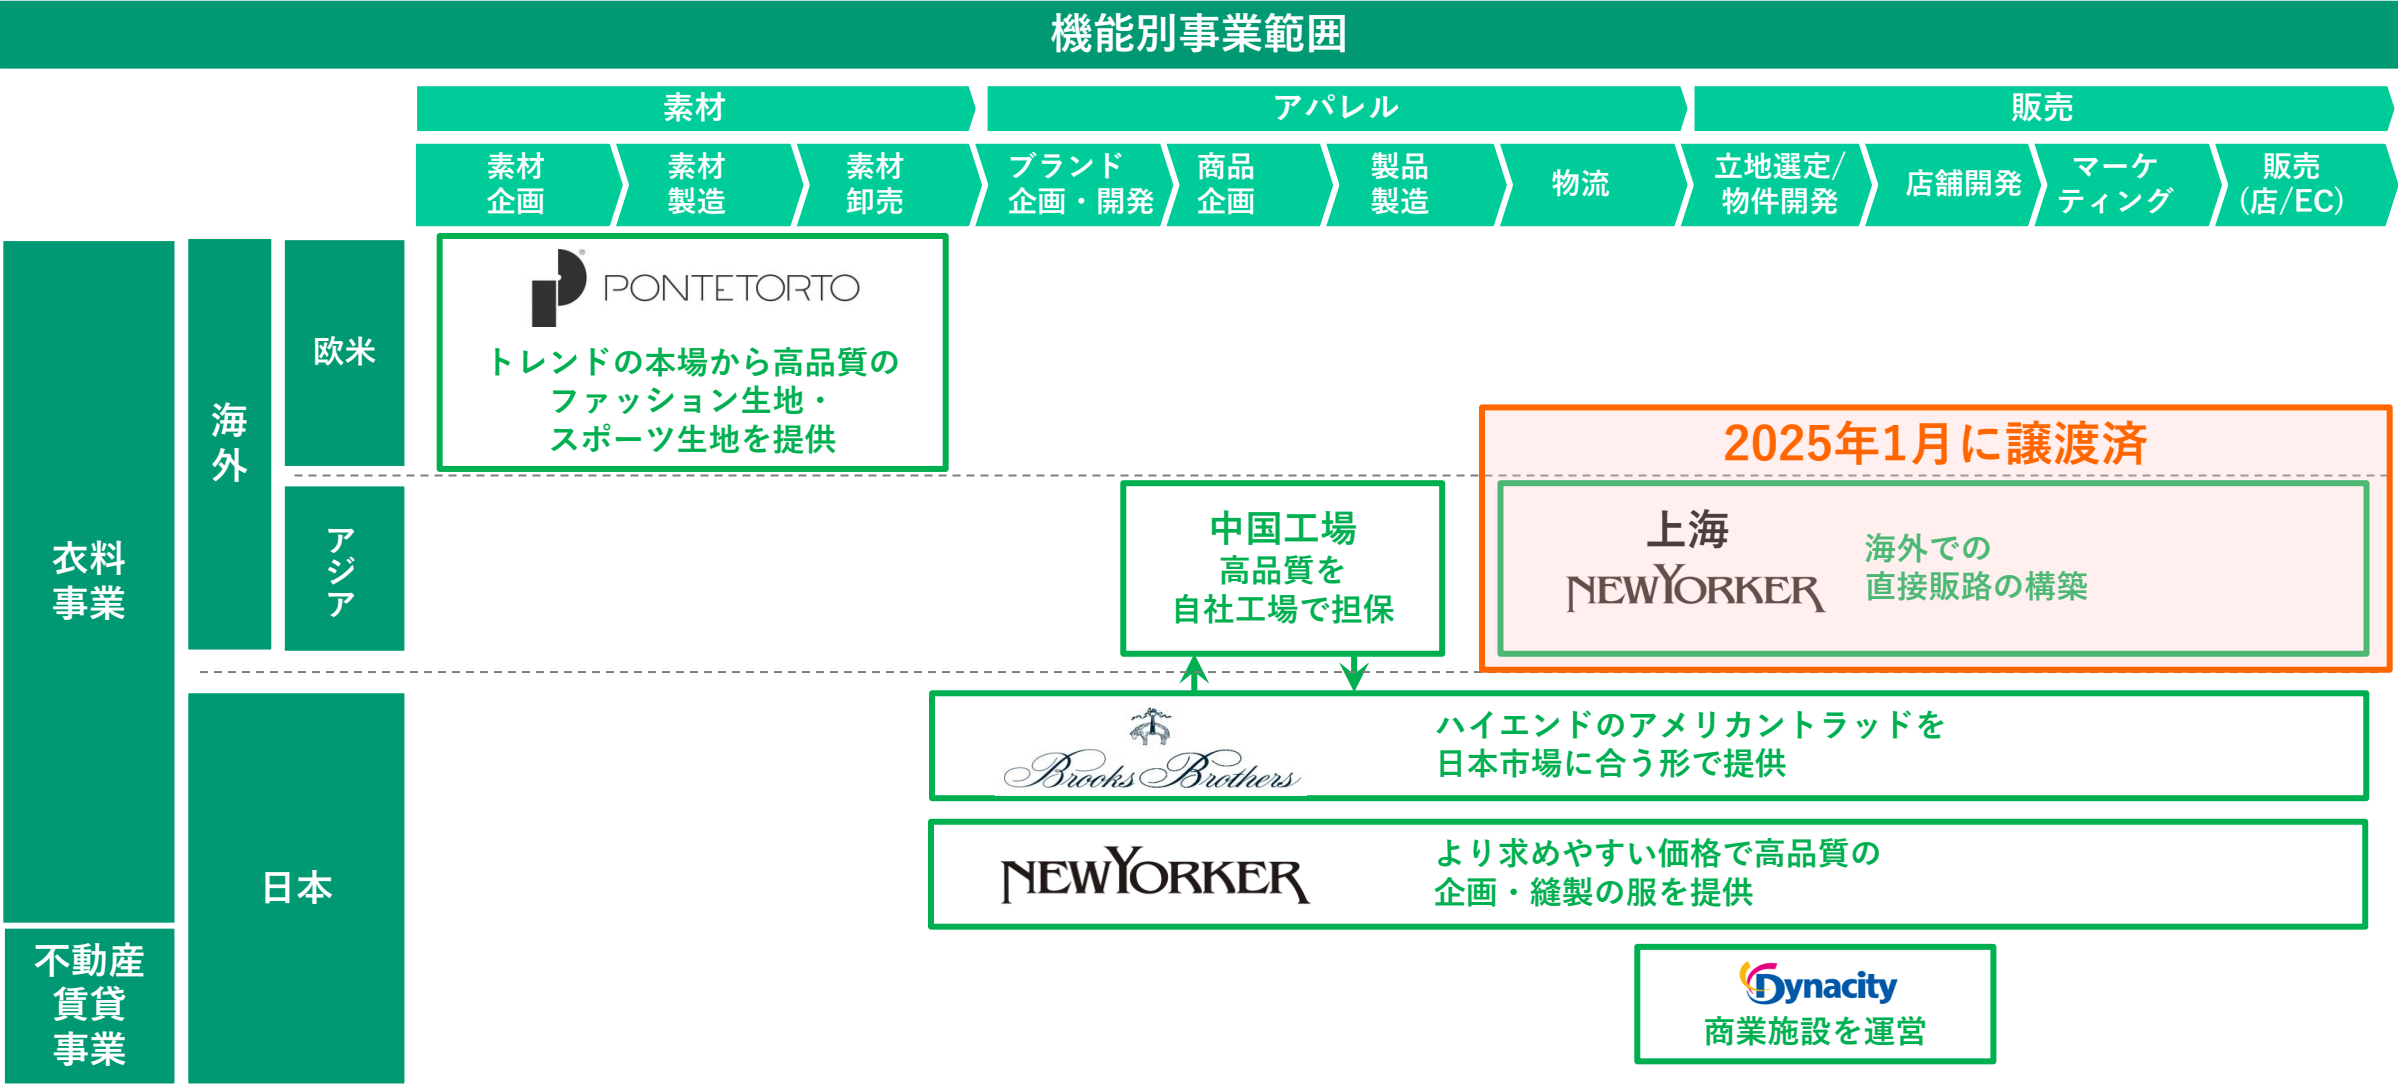 機能別事業範囲
素材
アパレル
販売
素材
企画
素材
製造
素材
卸売
ブランド
企画・開発
商品
企画
製品
製造
物流
立地選定/
物件開発
店舗開発
マーケ
ティング
販売
(店/EC)
衣料
事業
海外
欧米
PONTETORTO
トレンドの本場から高品質の
ファッション生地・
スポーツ生地を提供
アジア
中国工場
高品質を
自社工場で担保
2025年1月に譲渡済
上海
NEWYORKER
海外での
直接販路の構築
日本
Brooks Brothers
ハイエンドのアメリカントラッドを
日本市場に合う形で提供
NEWYORKER
より求めやすい価格で高品質の
企画・縫製の服を提供
不動産
賃貸
事業
Dynacity
商業施設を運営